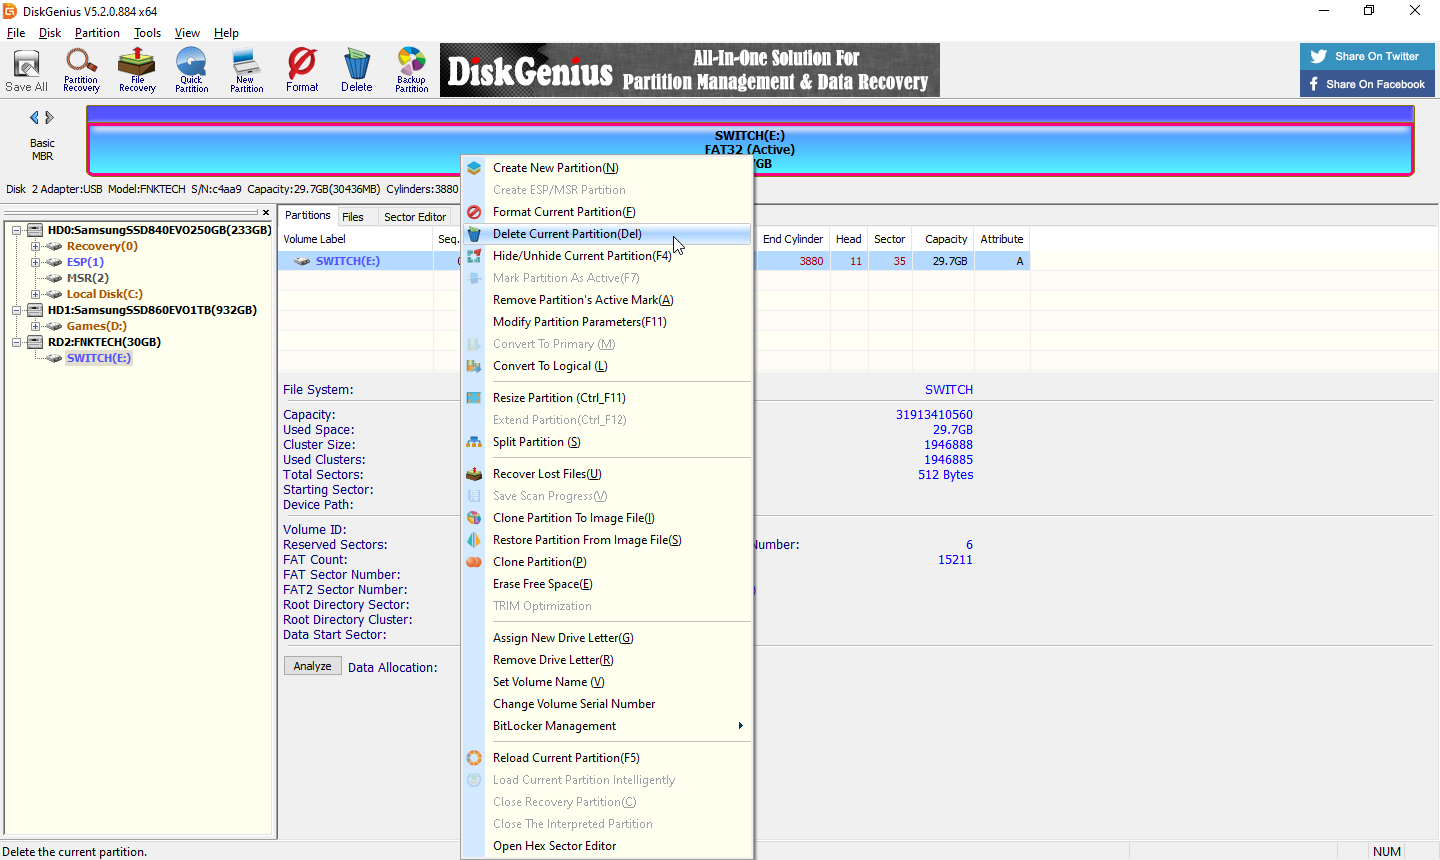 DiskGenius V5.2.0.884 x64
File Disk Partition Tools View Help
Save All
Partition Recovery
File Recovery
Quick Partition
New Partition
Format
Delete
Backup Partition
DiskGenius
All-In-One Solution For
Partition Management & Data Recovery
Share On Twitter
Share On Facebook
Basic
MBR
SWITCH(E:)
FAT32 (Active)
GB
Disk 2 Adapter:USB Model:FNKTECH S/N:c4aa9 Capacity:29.7GB(30436MB) Cylinders:3880
HD0:SamsungSSD840EVO250GB(233GB)
Recovery(0)
ESP(1)
MSR(2)
Local Disk(C:)
HD1:SamsungSSD860EVO1TB(932GB)
Games(D:)
RD2:FNKTECH(30GB)
SWITCH(E:)
Partitions Files Sector Editor
Volume Label Seq. End Cylinder Head Sector Capacity Attribute
SWITCH(E:) 3880 11 35 29.7GB A
File System: SWITCH
Capacity: 31913410560
Used Space: 29.7GB
Cluster Size: 1946888
Used Clusters: 1946885
Total Sectors: 512 Bytes
Starting Sector:
Device Path:
Volume ID:
Reserved Sectors: Number: 6
FAT Count: 15211
FAT Sector Number:
FAT2 Sector Number: )
Root Directory Sector:
Root Directory Cluster:
Data Start Sector:
Analyze Data Allocation:
Create New Partition(N)
Create ESP/MSR Partition
Format Current Partition(F)
Delete Current Partition(Del)
Hide/Unhide Current Partition(F4)
Mark Partition As Active(F7)
Remove Partition's Active Mark(A)
Modify Partition Parameters(F11)
Convert To Primary (M)
Convert To Logical (L)
Resize Partition (Ctrl_F11)
Extend Partition(Ctrl_F12)
Split Partition (S)
Recover Lost Files(U)
Save Scan Progress(V)
Clone Partition To Image File(I)
Restore Partition From Image File(S)
Clone Partition(P)
Erase Free Space(E)
TRIM Optimization
Assign New Drive Letter(G)
Remove Drive Letter(R)
Set Volume Name (V)
Change Volume Serial Number
BitLocker Management
Reload Current Partition(F5)
Load Current Partition Intelligently
Close Recovery Partition(C)
Close The Interpreted Partition
Open Hex Sector Editor
Delete the current partition.
NUM